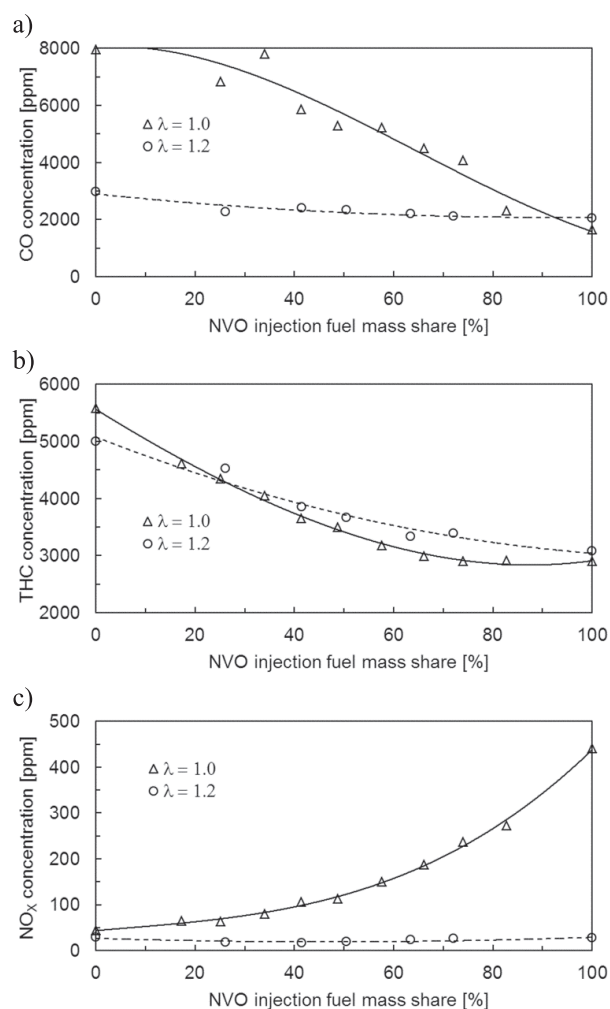 a)
8000
6000
4000
2000
0
CO concentration [ppm]
△ λ = 1.0
○ λ = 1.2
0 20 40 60 80 100
NVO injection fuel mass share [%]
b)
6000
5000
4000
3000
2000
THC concentration [ppm]
△ λ = 1.0
○ λ = 1.2
0 20 40 60 80 100
NVO injection fuel mass share [%]
c)
500
400
300
200
100
0
NOX concentration [ppm]
△ λ = 1.0
○ λ = 1.2
0 20 40 60 80 100
NVO injection fuel mass share [%]